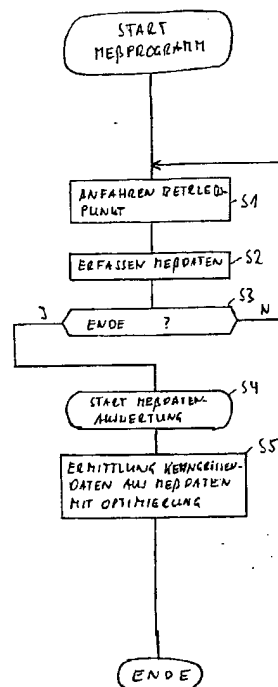 START
MEßPROGRAMM
ANFAHREN BETRIEBS-
PUNKT
S1
ERFASSEN MEßDATEN
S2
S3
J
ENDE ?
N
S4
START MEßDATEN-
AUSWERTUNG
S5
ERMITTLUNG KENNGRÖßEN-
DATEN AUS MEßDATEN
MIT OPTIMIERUNG
ENDE